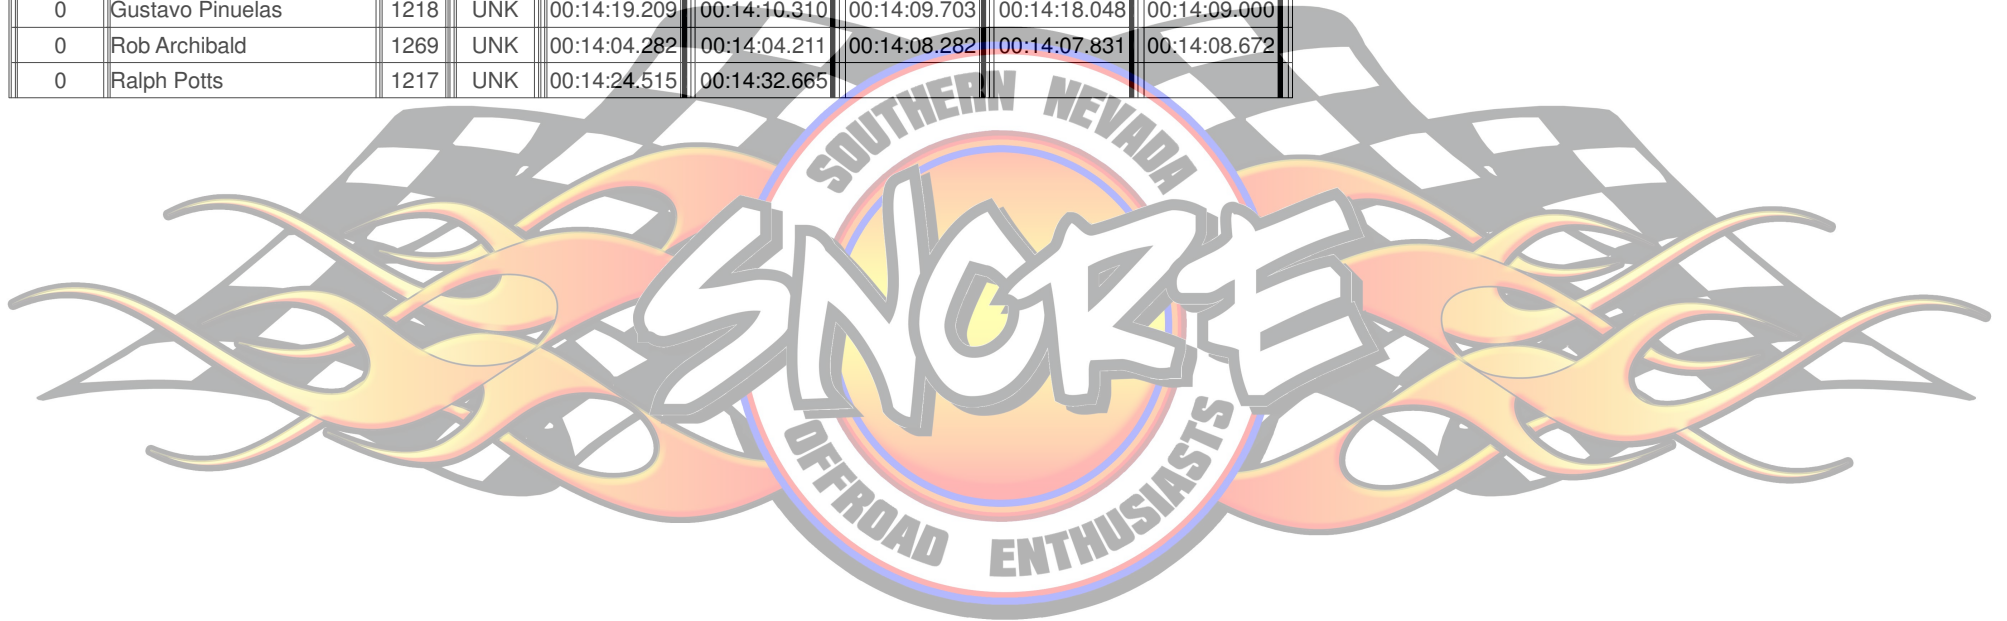 0 Gustavo Pinuelas 1218 UNK 00:14:19.209 00:14:10.310 00:14:09.703 00:14:18.048 00:14:09.000
0 Rob Archibald 1269 UNK 00:14:04.282 00:14:04.211 00:14:08.282 00:14:07.831 00:14:08.672
0 Ralph Potts 1217 UNK 00:14:24.515 00:14:32.665
SOUTHERN NEVADA
SNORE
OFFROAD ENTHUSIASTS